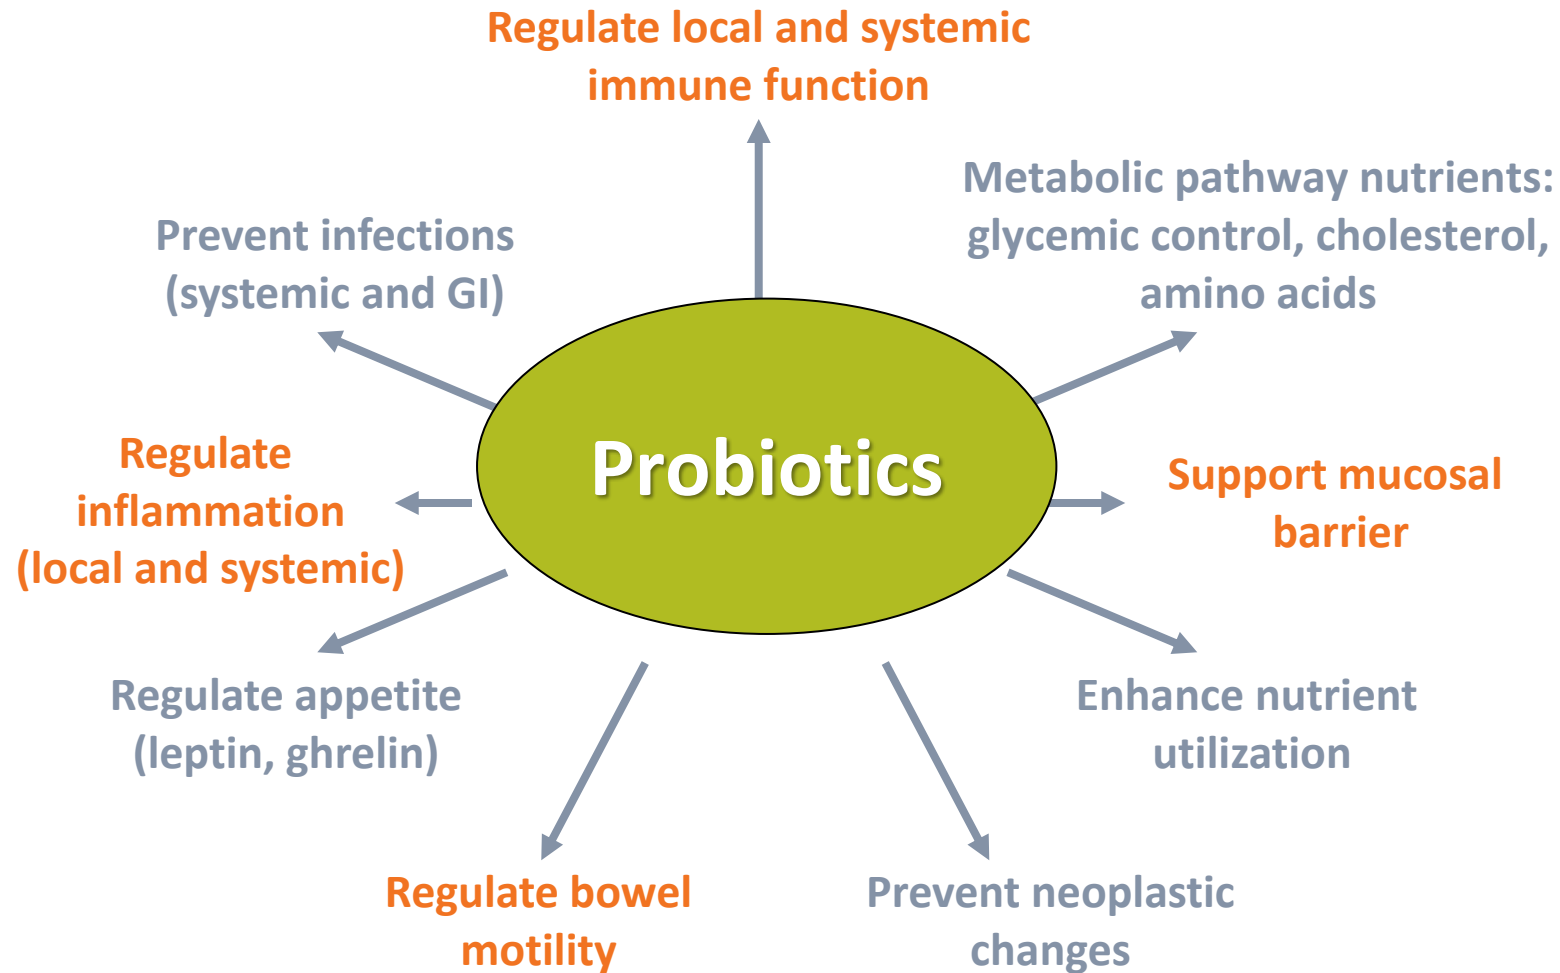 Regulate local and systemic
immune function
Metabolic pathway nutrients:
glycemic control, cholesterol,
amino acids
Prevent infections
(systemic and GI)
Probiotics
Regulate
inflammation
(local and systemic)
Support mucosal
barrier
Regulate appetite
(leptin, ghrelin)
Enhance nutrient
utilization
Regulate bowel
motility
Prevent neoplastic
changes